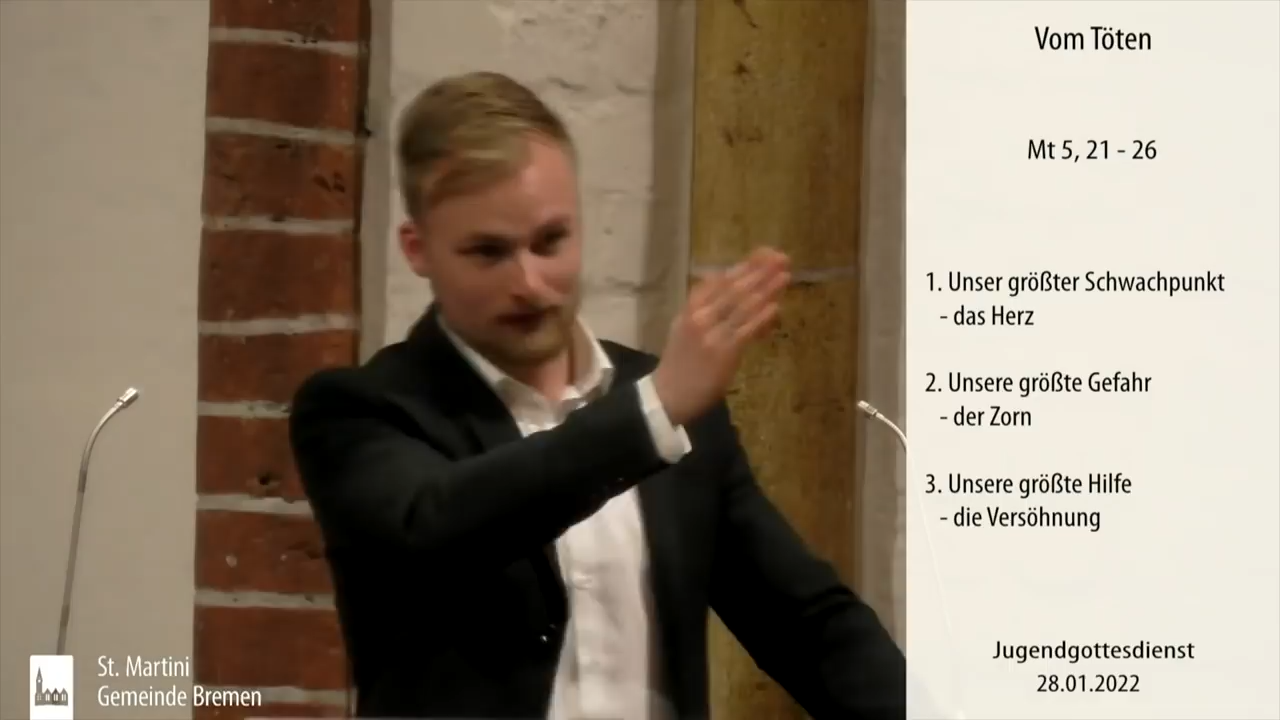 Vom Töten
Mt 5, 21 - 26
1. Unser größter Schwachpunkt
- das Herz
2. Unsere größte Gefahr
- der Zorn
3. Unsere größte Hilfe
- die Versöhnung
Jugendgottesdienst
28.01.2022
St. Martini
Gemeinde Bremen